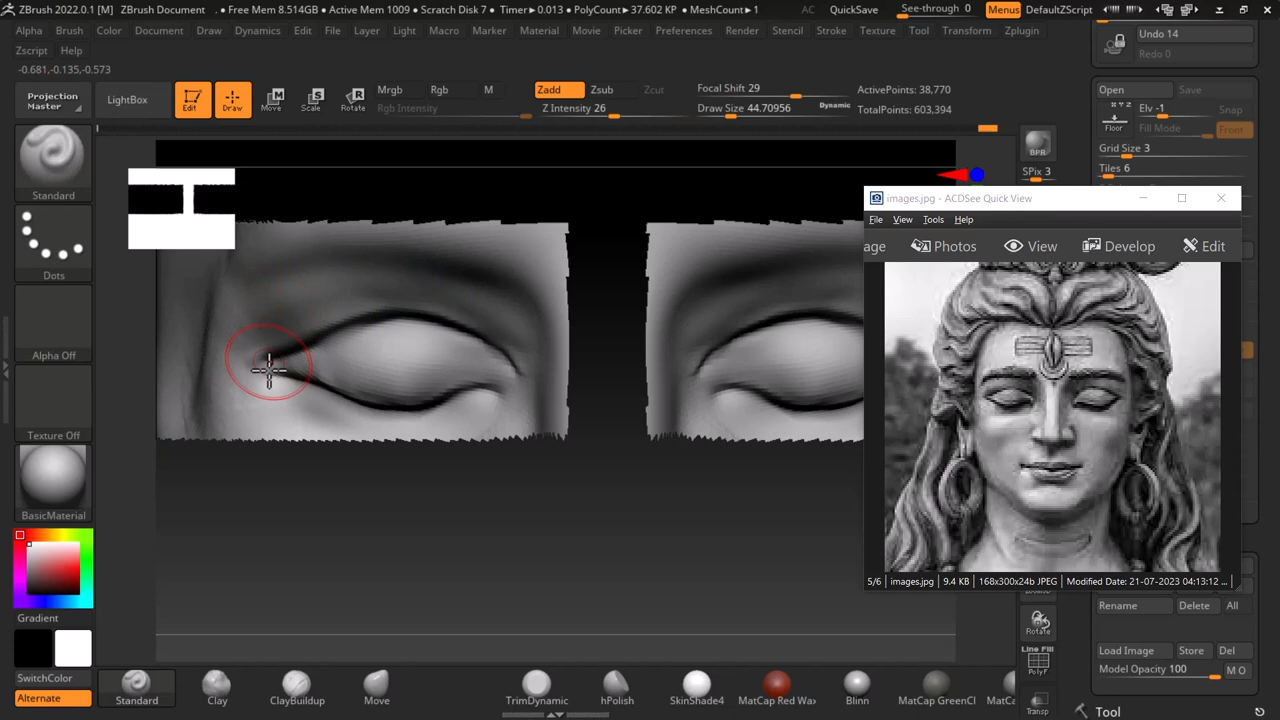 ZBrush 2022.0.1 [M]
ZBrush Document
• Free Mem 8.514GB • Active Mem 1009 • Scratch Disk 7 • Timer▶0.013 • PolyCount▶37.602 KP • MeshCount▶1
AC
QuickSave
See-through 0
Menus
DefaultZScript
Alpha
Brush
Color
Document
Draw
Dynamics
Edit
File
Layer
Light
Macro
Marker
Material
Movie
Picker
Preferences
Render
Stencil
Stroke
Texture
Tool
Transform
Zplugin
Zscript
Help
-0.681,-0.135,-0.573
Projection
Master
LightBox
Edit
Draw
Move
Scale
Rotate
Mrgb
Rgb
M
Rgb Intensity
Zadd
Zsub
Zcut
Z Intensity 26
Focal Shift 29
Draw Size 44.70956
Dynamic
ActivePoints: 38,770
TotalPoints: 603,394
Undo 14
Redo 0
Open
Save
Elv -1
Snap
Floor
Fill Mode
Front
Grid Size 3
Tiles 6
BPR
SPix 3
Standard
Dots
Alpha Off
Texture Off
BasicMaterial
Gradient
SwitchColor
Alternate
images.jpg - ACDSee Quick View
File
View
Tools
Help
age
Photos
View
Develop
Edit
5/6
images.jpg
9.4 KB
168x300x24b JPEG
Modified Date: 21-07-2023 04:13:12 ...
Rotate
Line Fill
PolyF
Transp
Rename
Delete
All
Load Image
Store
Del
Model Opacity 100
M O
Tool
Standard
Clay
ClayBuildup
Move
TrimDynamic
hPolish
SkinShade4
MatCap Red Wax
Blinn
MatCap GreenCl
MatCa